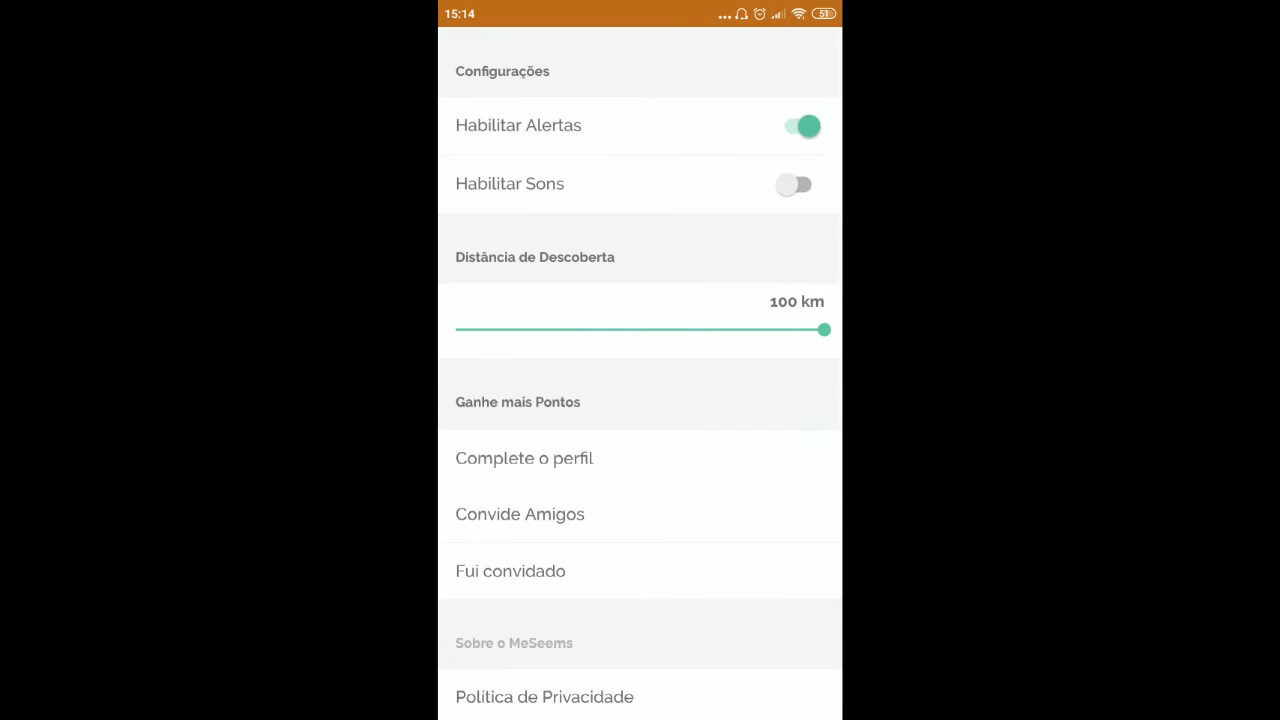 15:14
51
Configurações
Habilitar Alertas
Habilitar Sons
Distância de Descoberta
100 km
Ganhe mais Pontos
Complete o perfil
Convide Amigos
Fui convidado
Sobre o MeSeems
Política de Privacidade